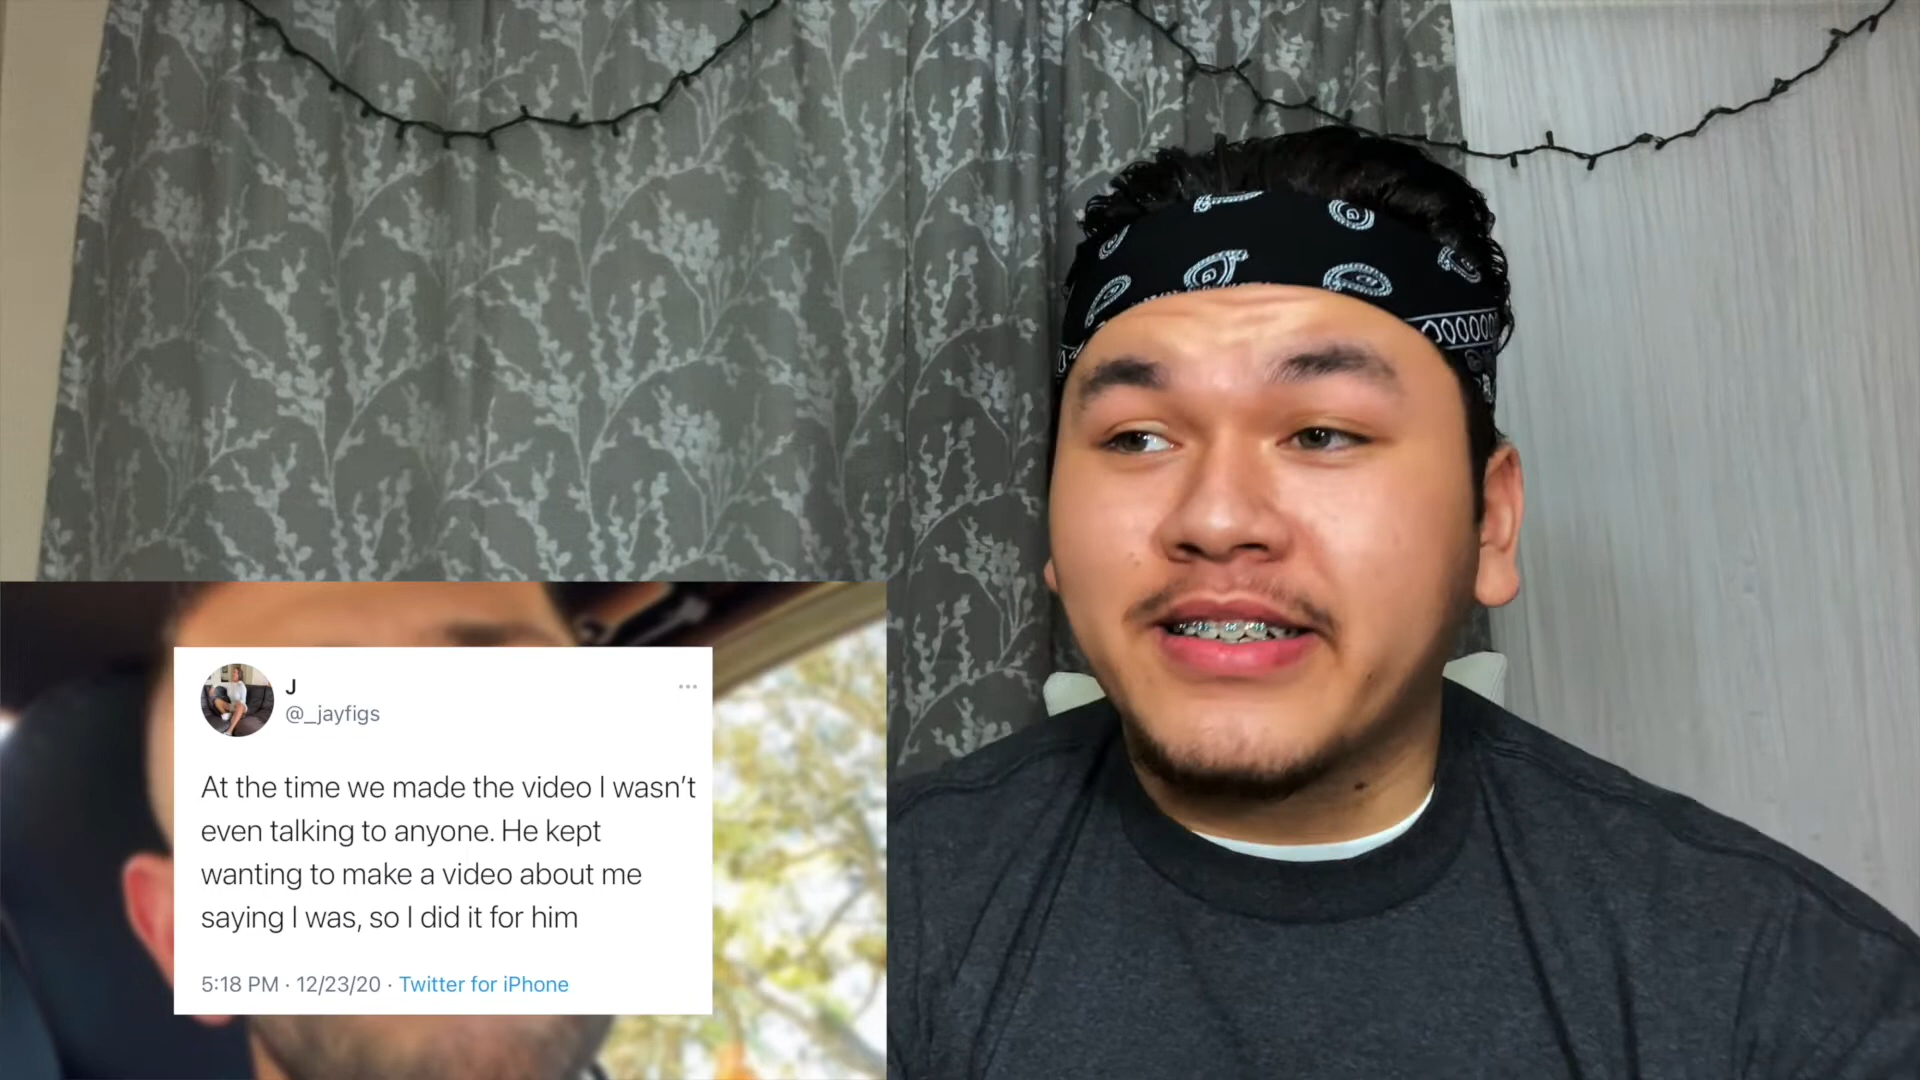 J
@_jayfigs
At the time we made the video I wasn't
even talking to anyone. He kept
wanting to make a video about me
saying I was, so I did it for him
5:18 PM · 12/23/20 · Twitter for iPhone